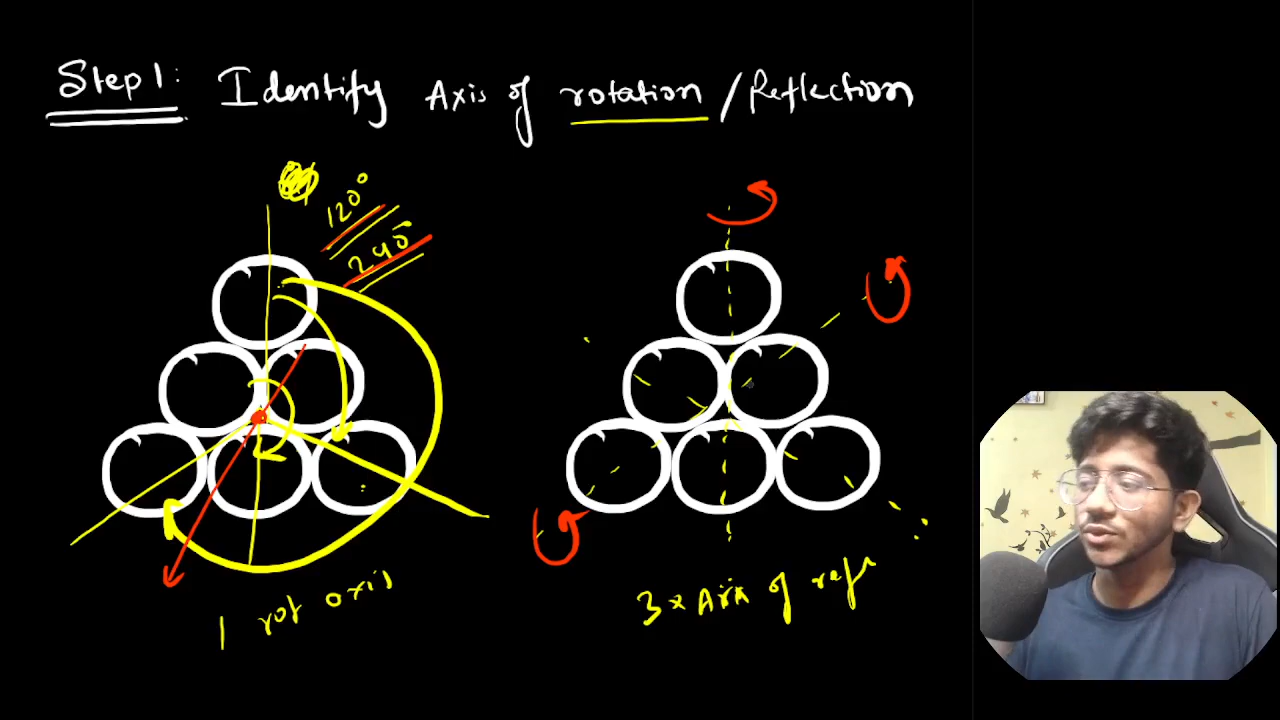 Step 1: Identify Axis of rotation / Reflection
120°
240°
1 rot axis
3 x Axis of refl